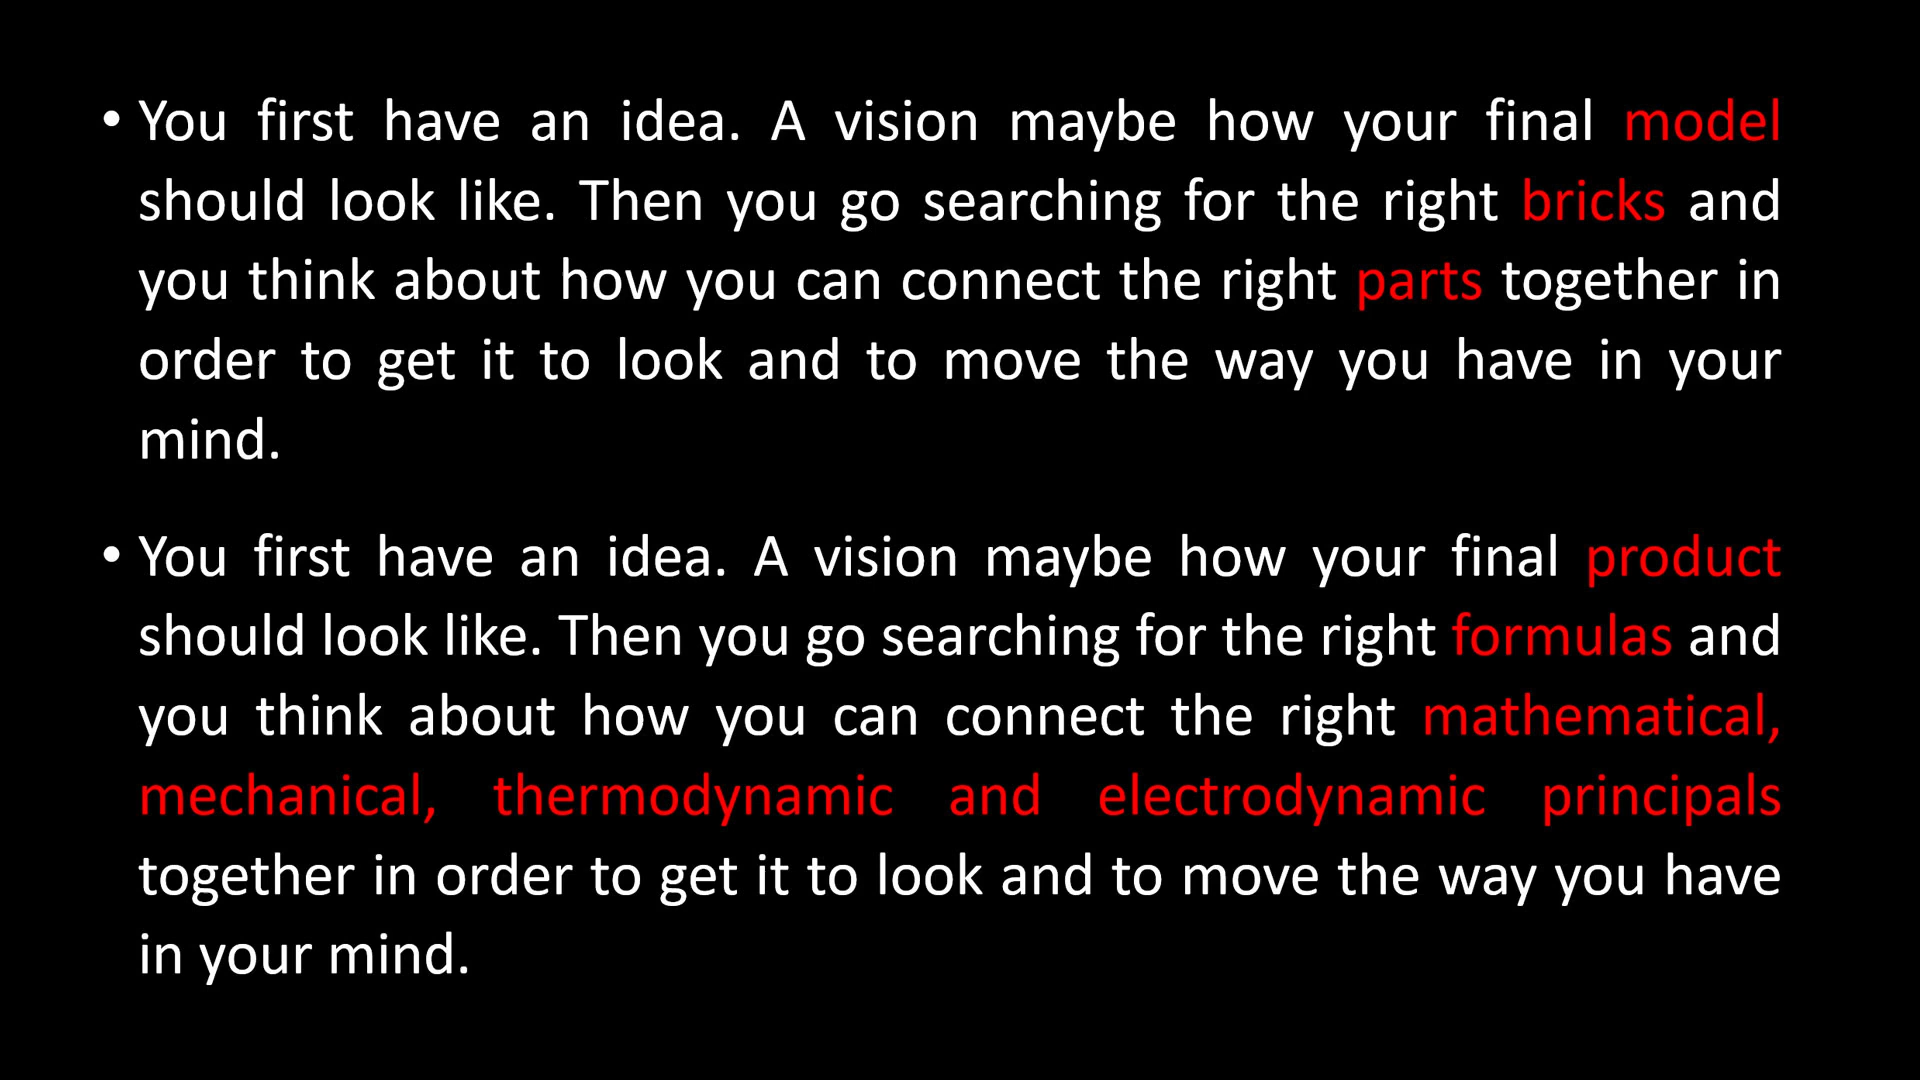 • You first have an idea. A vision maybe how your final model
should look like. Then you go searching for the right bricks and
you think about how you can connect the right parts together in
order to get it to look and to move the way you have in your
mind.
• You first have an idea. A vision maybe how your final product
should look like. Then you go searching for the right formulas and
you think about how you can connect the right mathematical,
mechanical, thermodynamic and electrodynamic principals
together in order to get it to look and to move the way you have
in your mind.